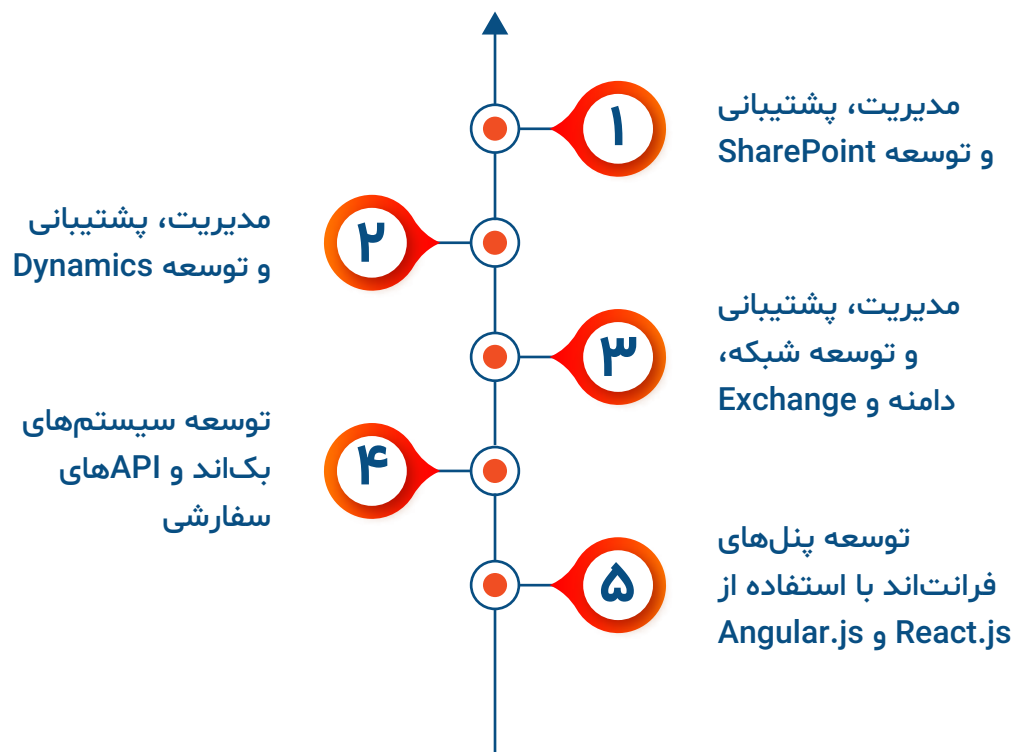 ۱
مدیریت، پشتیبانی
و توسعه SharePoint
۲
مدیریت، پشتیبانی
و توسعه Dynamics
۳
مدیریت، پشتیبانی
و توسعه شبکه،
دامنه و Exchange
۴
توسعه سیستم‌های
بک‌اند و APIهای
سفارشی
۵
توسعه پنل‌های
فرانت‌اند با استفاده از
React.js و Angular.js